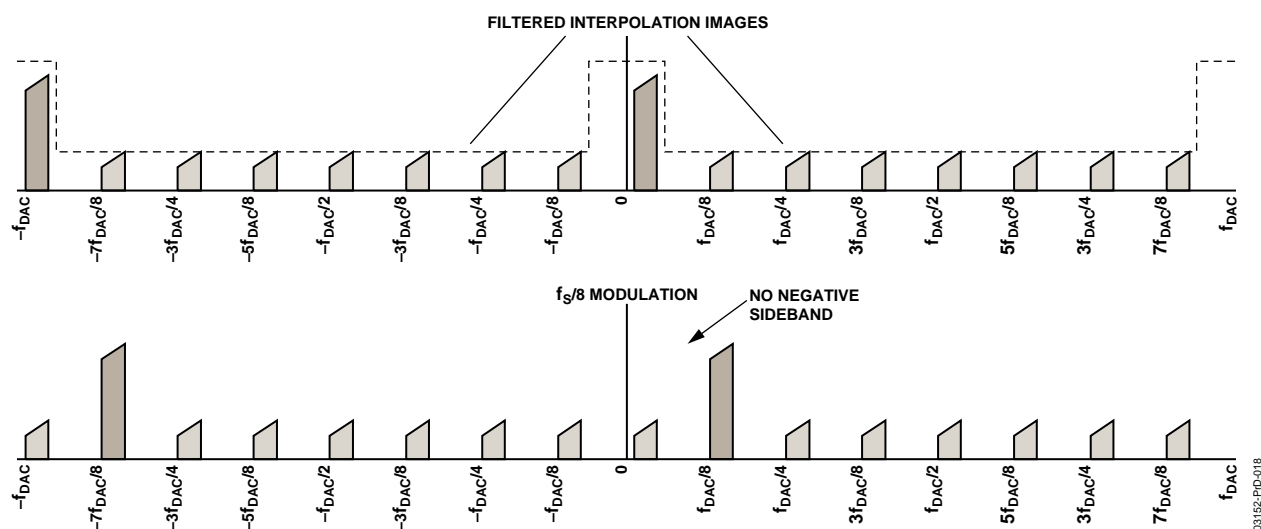 FILTERED INTERPOLATION IMAGES
–fDAC
–7fDAC/8
–3fDAC/4
–5fDAC/8
–fDAC/2
–3fDAC/8
–fDAC/4
–fDAC/8
0
fDAC/8
fDAC/4
3fDAC/8
fDAC/2
5fDAC/8
3fDAC/4
7fDAC/8
fDAC
fS/8 MODULATION
NO NEGATIVE
SIDEBAND
–fDAC
–7fDAC/8
–3fDAC/4
–5fDAC/8
–fDAC/2
–3fDAC/8
–fDAC/4
–fDAC/8
0
fDAC/8
fDAC/4
3fDAC/8
fDAC/2
5fDAC/8
3fDAC/4
7fDAC/8
fDAC
03152-PrD-018